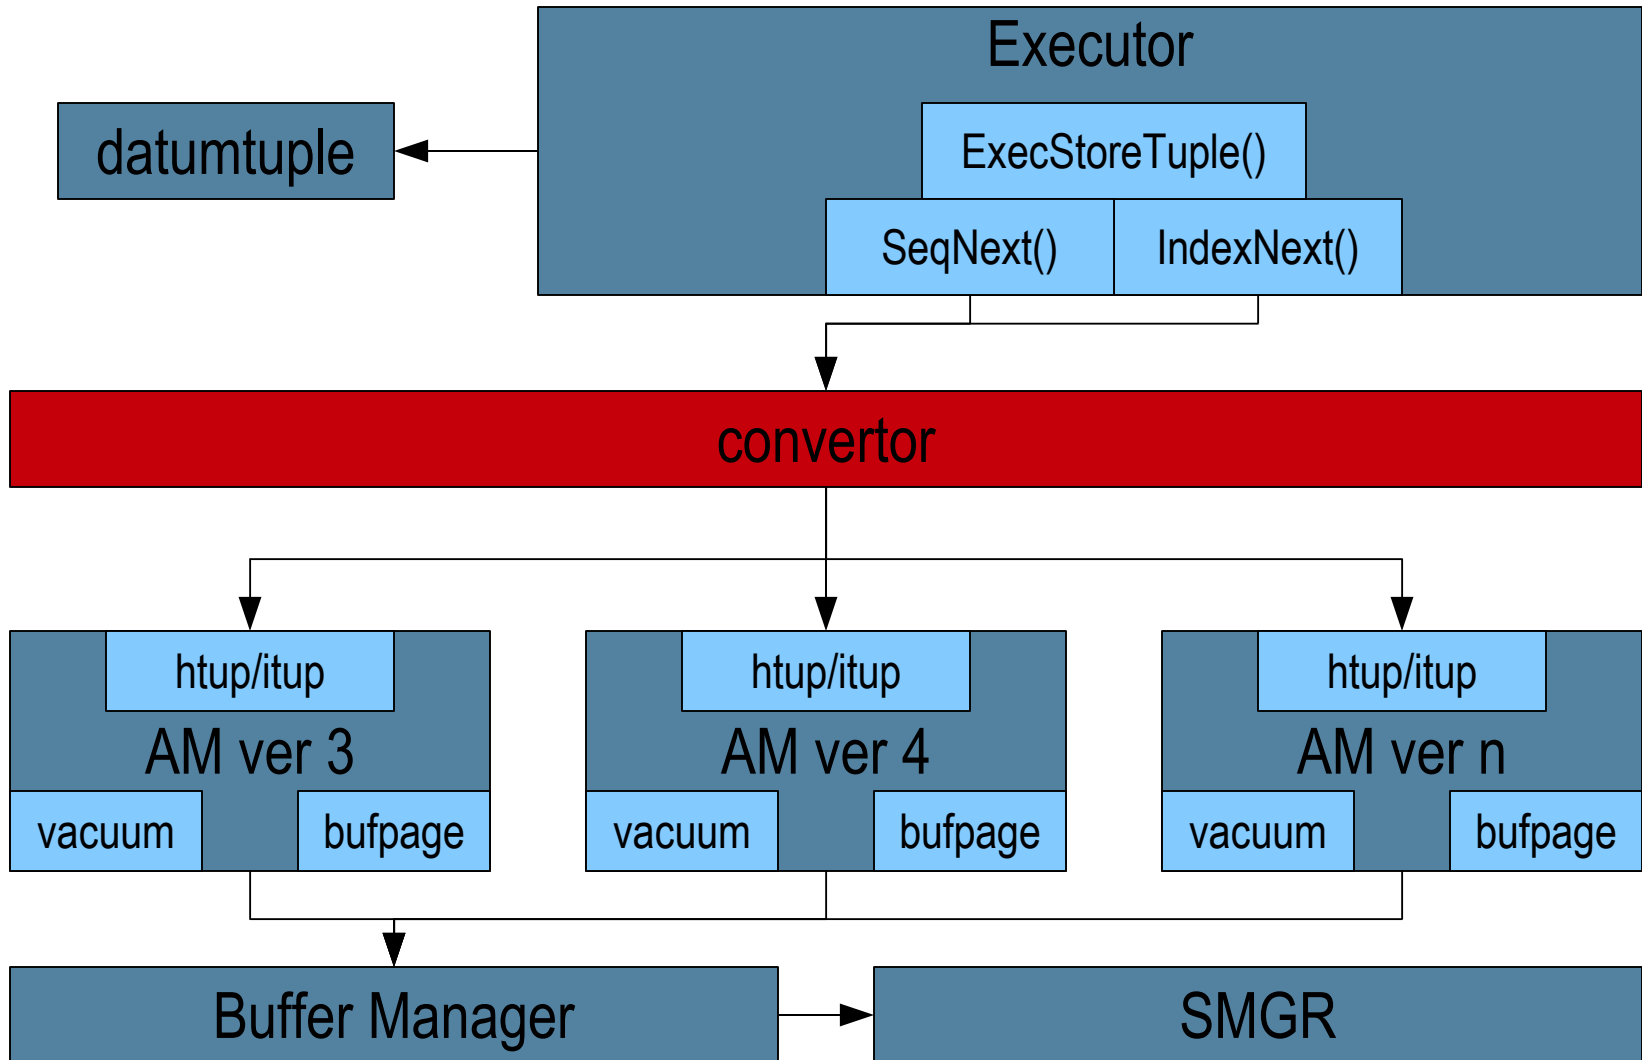 Executor
datumtuple
ExecStoreTuple()
SeqNext()
IndexNext()
convertor
htup/itup
htup/itup
htup/itup
AM ver 3
AM ver 4
AM ver n
vacuum
bufpage
vacuum
bufpage
vacuum
bufpage
Buffer Manager
SMGR